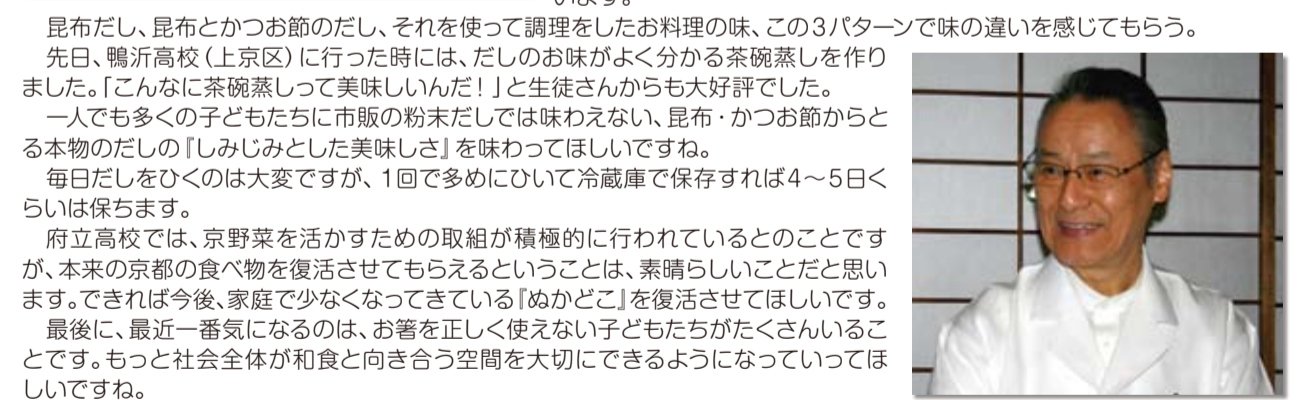 います。
昆布だし、昆布とかつお節のだし、それを使って調理をしたお料理の味、この3パターンで味の違いを感じてもらう。
先日、鴨沂高校（上京区）に行った時には、だしのお味がよく分かる茶碗蒸しを作り
ました。「こんなに茶碗蒸しって美味しいんだ！」と生徒さんからも大好評でした。
一人でも多くの子どもたちに市販の粉末だしでは味わえない、昆布・かつお節からと
る本物のだしの『しみじみとした美味しさ』を味わってほしいですね。
毎日だしをひくのは大変ですが、1回で多めにひいて冷蔵庫で保存すれば4～5日く
らいは保ちます。
府立高校では、京野菜を活かすための取組が積極的に行われているとのことです
が、本来の京都の食べ物を復活させてもらえるということは、素晴らしいことだと思い
ます。できれば今後、家庭で少なくなってきている『ぬかどこ』を復活させてほしいです。
最後に、最近一番気になるのは、お箸を正しく使えない子どもたちがたくさんいるこ
とです。もっと社会全体が和食と向き合う空間を大切にできるようになっていってほ
しいですね。